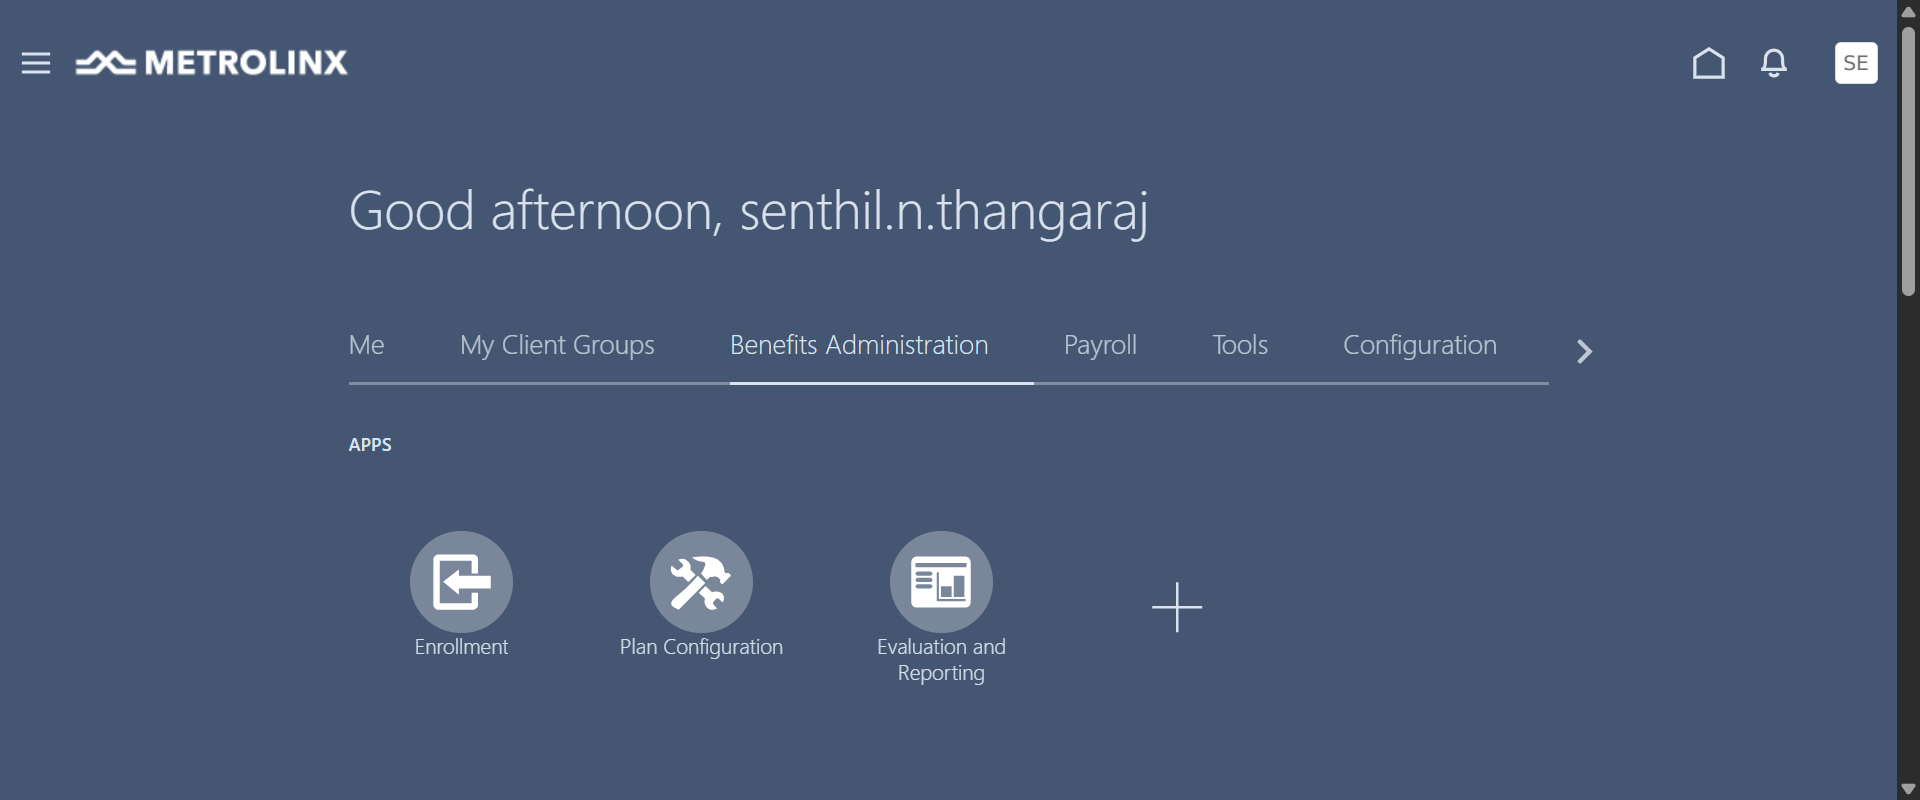 METROLINX
SE
Good afternoon, senthil.n.thangaraj
Me
My Client Groups
Benefits Administration
Payroll
Tools
Configuration
APPS
Enrollment
Plan Configuration
Evaluation and
Reporting